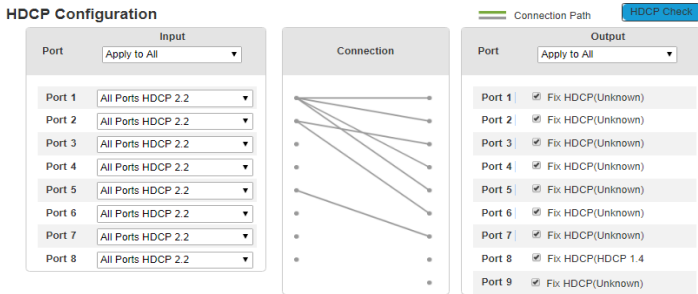 HDCP Configuration
Connection Path
HDCP Check
Port
Input
Apply to All
Connection
Port
Output
Apply to All
Port 1 All Ports HDCP 2.2
Port 2 All Ports HDCP 2.2
Port 3 All Ports HDCP 2.2
Port 4 All Ports HDCP 2.2
Port 5 All Ports HDCP 2.2
Port 6 All Ports HDCP 2.2
Port 7 All Ports HDCP 2.2
Port 8 All Ports HDCP 2.2
Port 1 Fix HDCP(Unknown)
Port 2 Fix HDCP(Unknown)
Port 3 Fix HDCP(Unknown)
Port 4 Fix HDCP(Unknown)
Port 5 Fix HDCP(Unknown)
Port 6 Fix HDCP(Unknown)
Port 7 Fix HDCP(Unknown)
Port 8 Fix HDCP(HDCP 1.4
Port 9 Fix HDCP(Unknown)